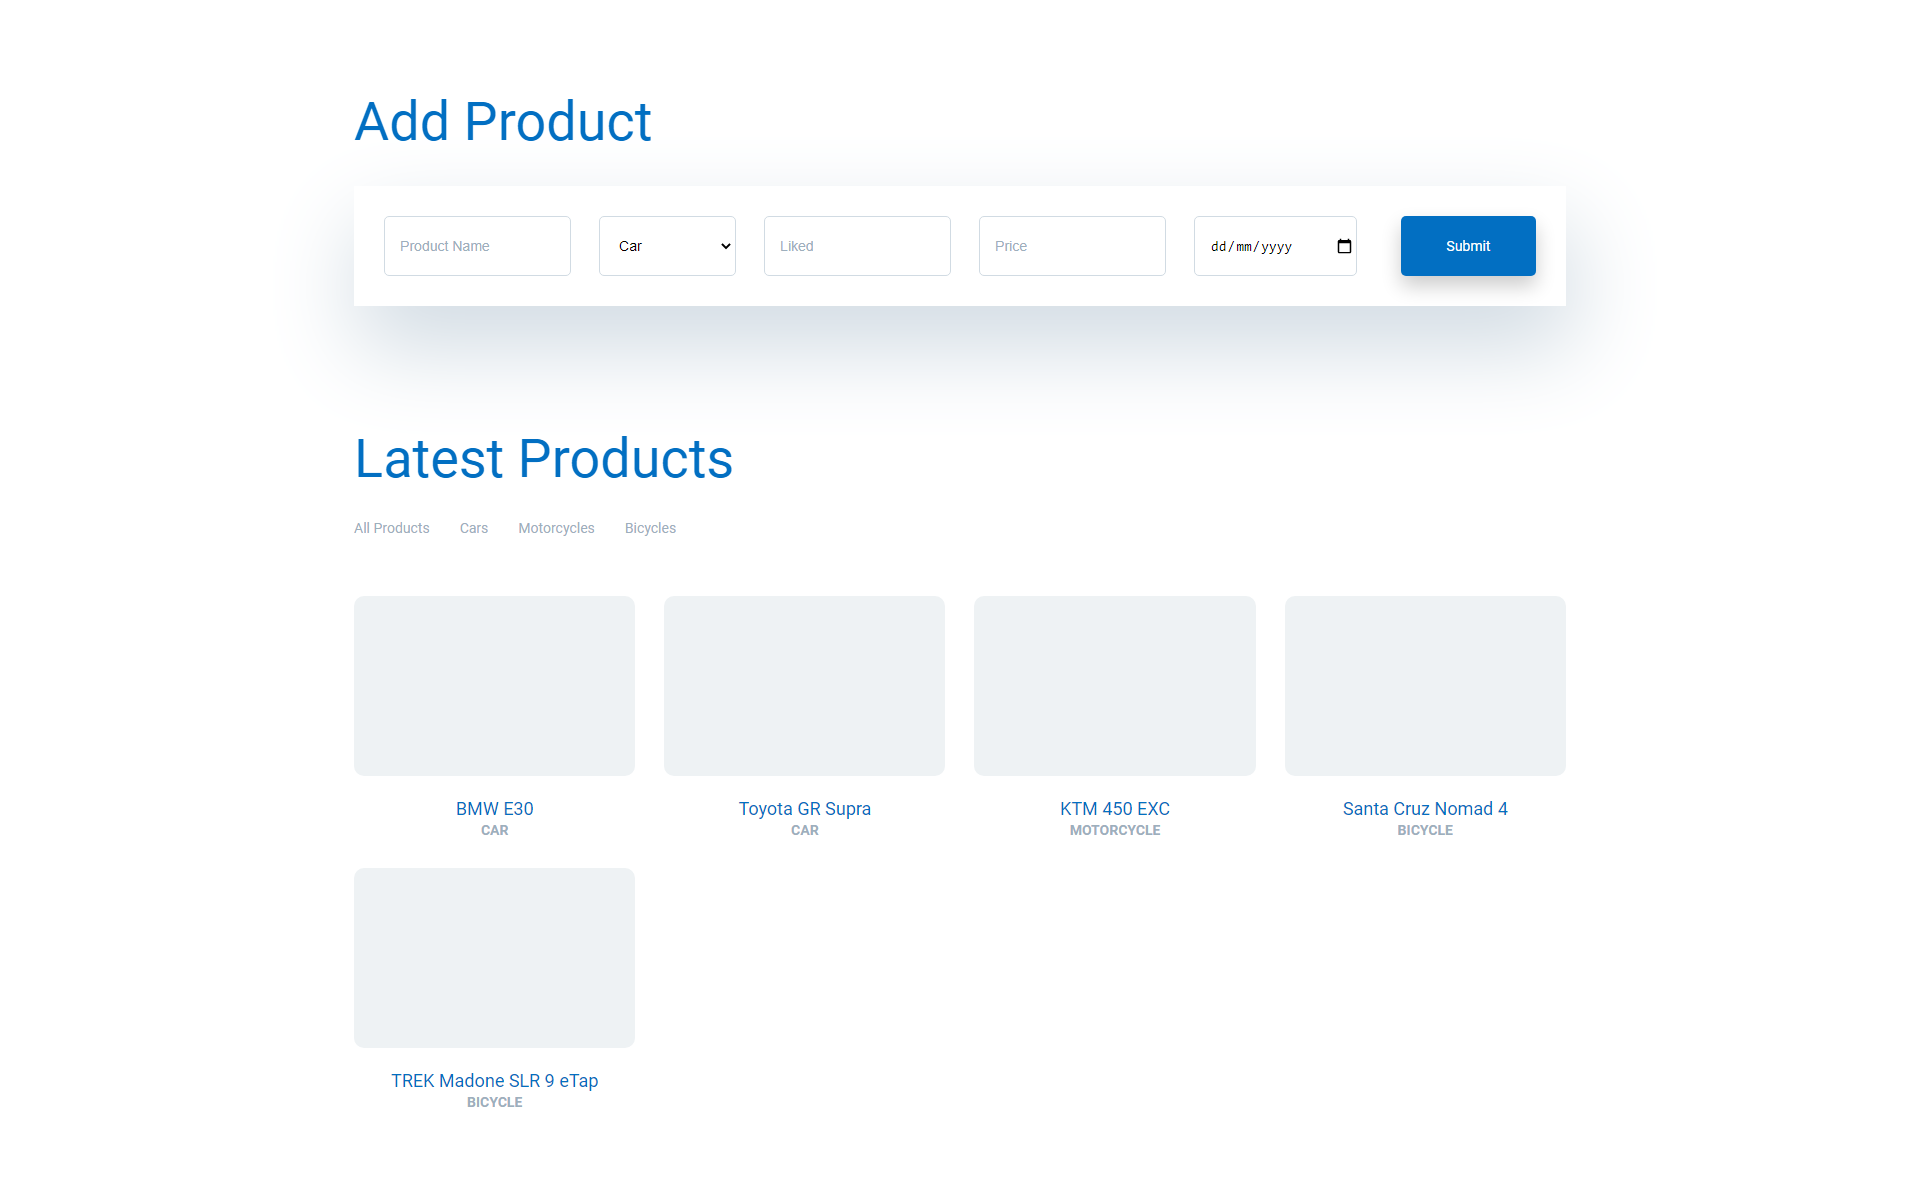 Add Product
Product Name Car Liked Price dd/mm/yyyy Submit
Latest Products
All Products Cars Motorcycles Bicycles
BMW E30 Toyota GR Supra KTM 450 EXC Santa Cruz Nomad 4
CAR CAR MOTORCYCLE BICYCLE
TREK Madone SLR 9 eTap
BICYCLE